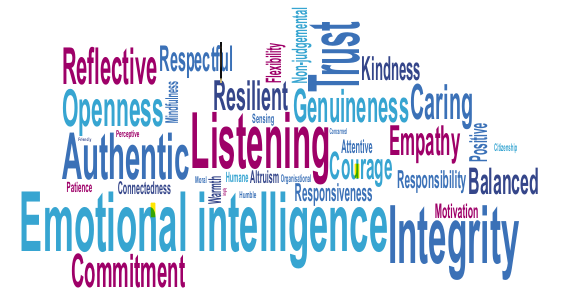 Non-judgemental
Trust
Flexibility
Reflective
Respectful
Kindness
Mindfulness
Resilient
Openness
Genuineness
Caring
Sensing
Perceptive
Listening
Concerned
Empathy
Positive
Citizenship
Authentic
Attentive
Courage
Patience
Connectedness
Moral
Warmth
Humane
Altruism
Organisational
Responsibility
Balanced
Humble
Responsiveness
Emotional intelligence
Motivation
Integrity
Commitment